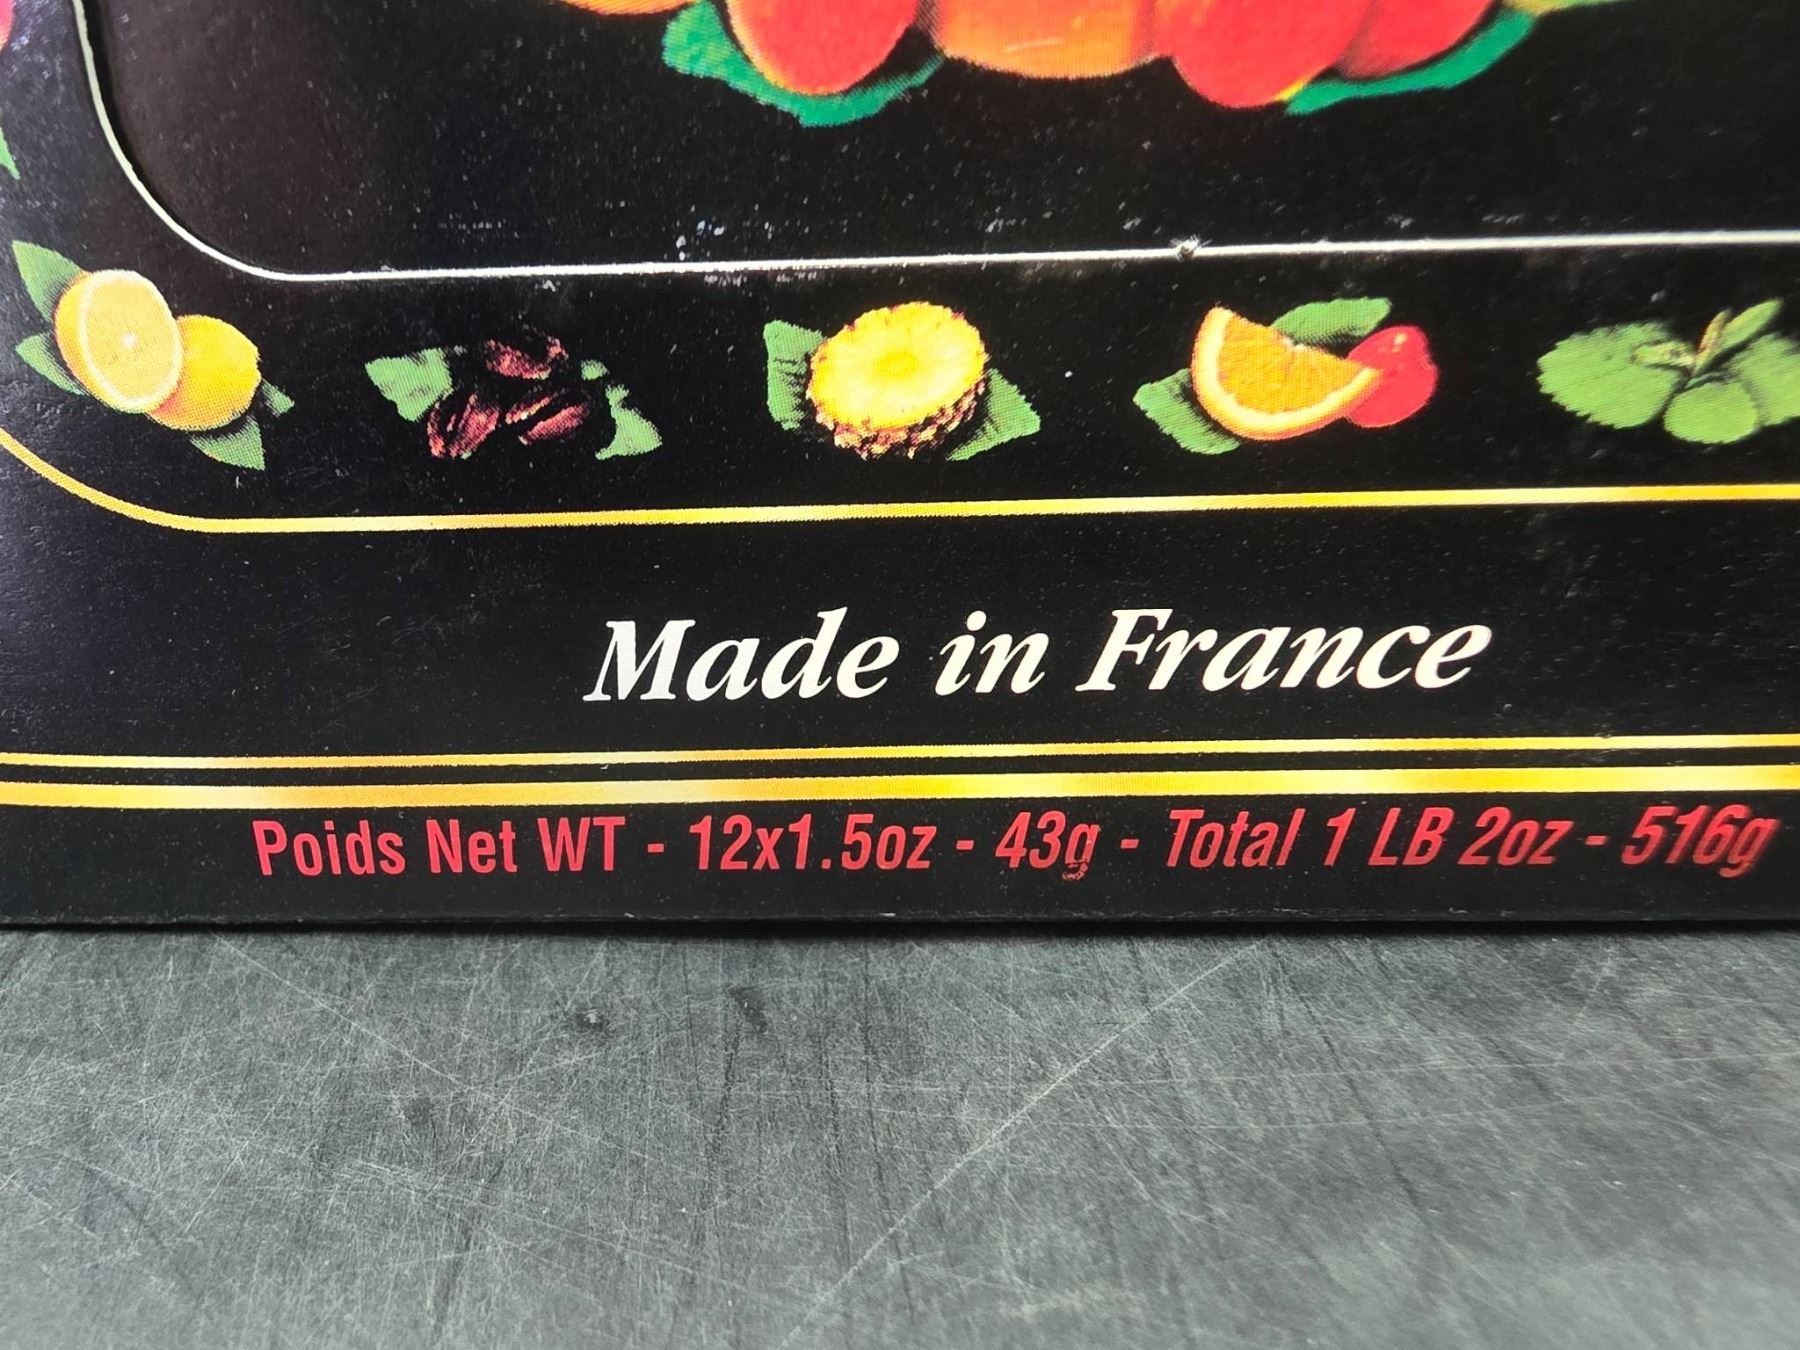 Made in France
Poids Net WT - 12x1.5oz - 43g - Total 1 LB 2oz - 516g